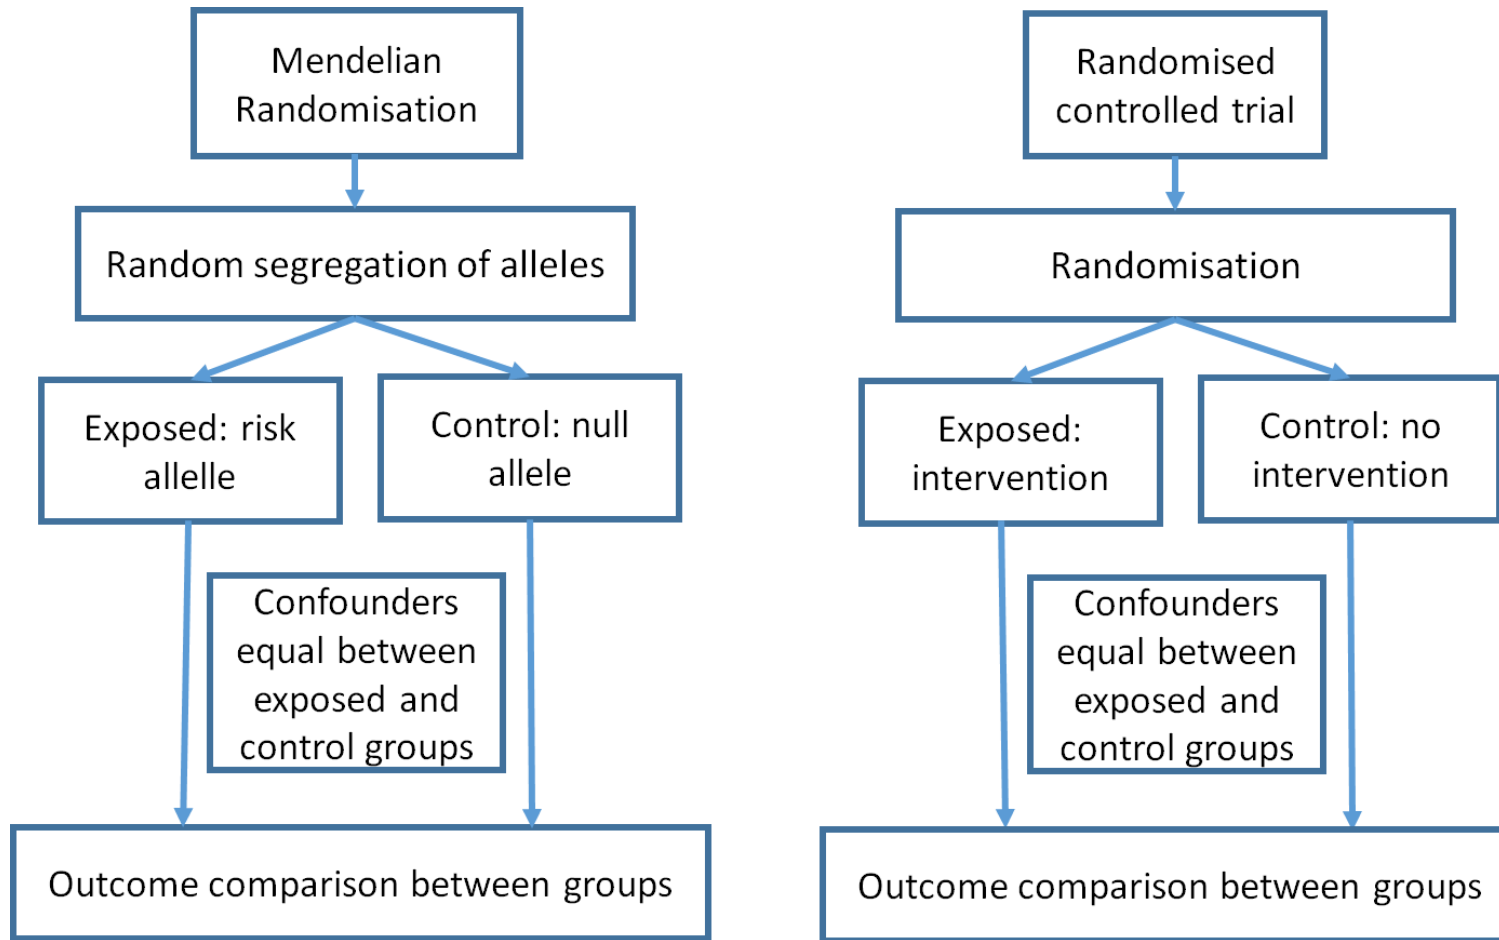 Mendelian
Randomisation
Random segregation of alleles
Exposed: risk
allelle
Control: null
allele
Confounders
equal between
exposed and
control groups
Outcome comparison between groups
Randomised
controlled trial
Randomisation
Exposed:
intervention
Control: no
intervention
Confounders
equal between
exposed and
control groups
Outcome comparison between groups